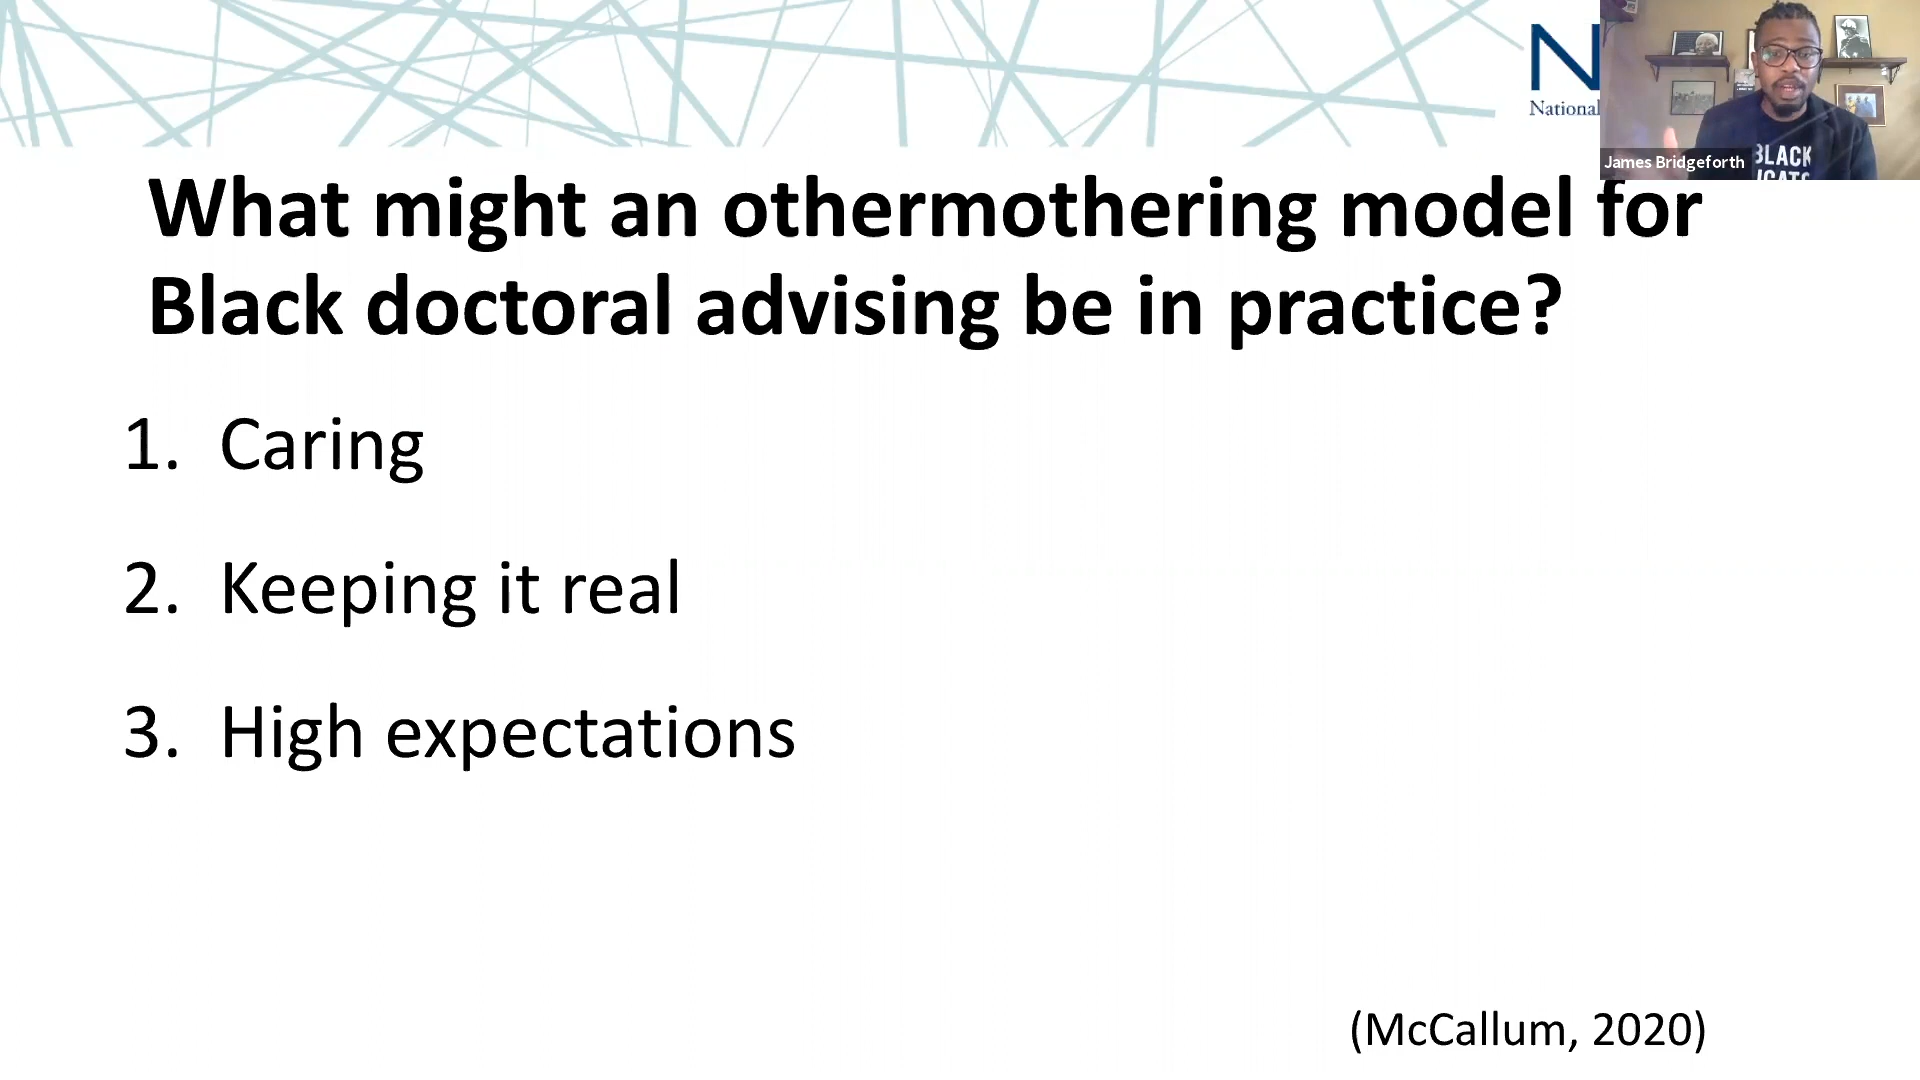 N
National
James Bridgeforth
BLACK
What might an othermothering model for
Black doctoral advising be in practice?
1. Caring
2. Keeping it real
3. High expectations
(McCallum, 2020)